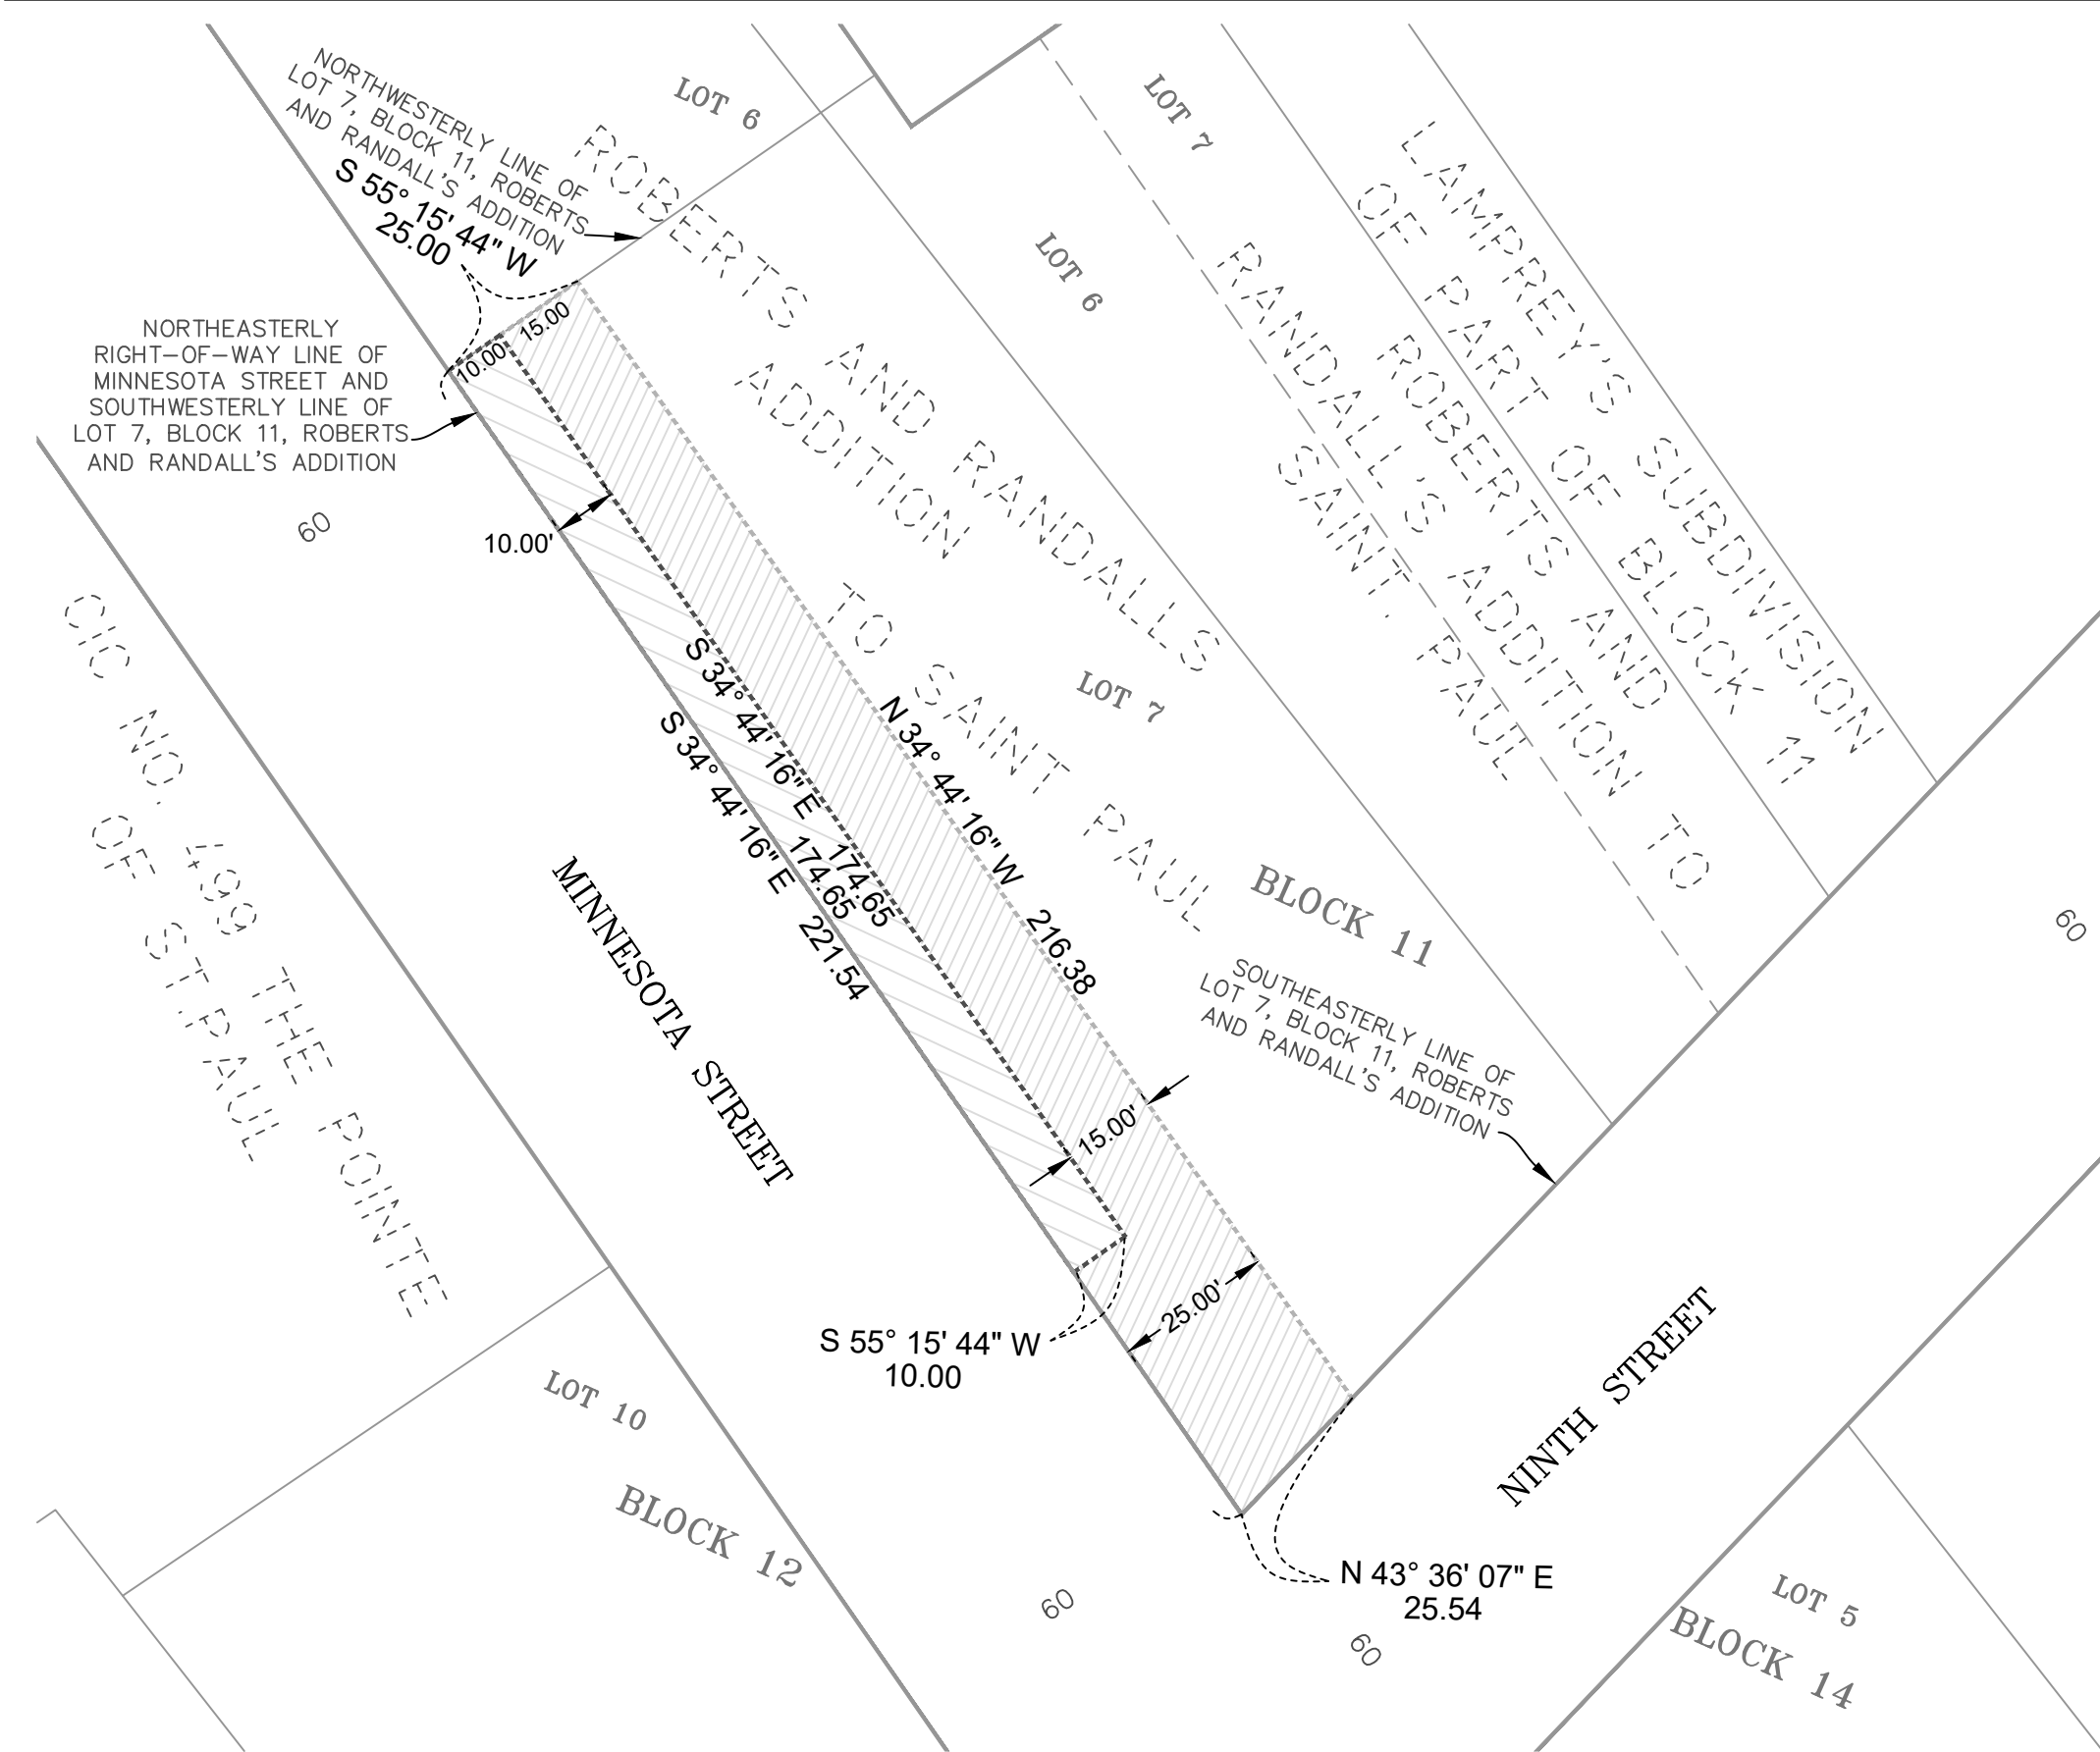 NORTHWESTERLY LINE OF
LOT 7, BLOCK 11, ROBERTS
AND RANDALL'S ADDITION
S 55° 15' 44" W
25.00
LOT 6
LOT 7
LOT 6
ROBERTS AND RANDALLS
ADDITION
TO SAINT PAUL
LAMPREY'S SUBDIVISION
OF PART OF BLOCK 11
ROBERTS AND
RANDALL'S ADDITION TO
SAINT. PAUL
15.00
10.00
NORTHEASTERLY
RIGHT-OF-WAY LINE OF
MINNESOTA STREET AND
SOUTHWESTERLY LINE OF
LOT 7, BLOCK 11, ROBERTS
AND RANDALL'S ADDITION
60
10.00'
CIC NO. 499 THE POINTE
OF ST.PAUL
S 34° 44' 16" E 174.65
S 34° 44' 16" E 174.65
221.54
N 34° 44' 16" W 216.38
LOT 7
BLOCK 11
60
MINNESOTA STREET
SOUTHEASTERLY LINE OF
LOT 7, BLOCK 11, ROBERTS
AND RANDALL'S ADDITION
15.00'
25.00'
S 55° 15' 44" W
10.00
NINTH STREET
LOT 10
BLOCK 12
N 43° 36' 07" E
25.54
60
60
LOT 5
BLOCK 14